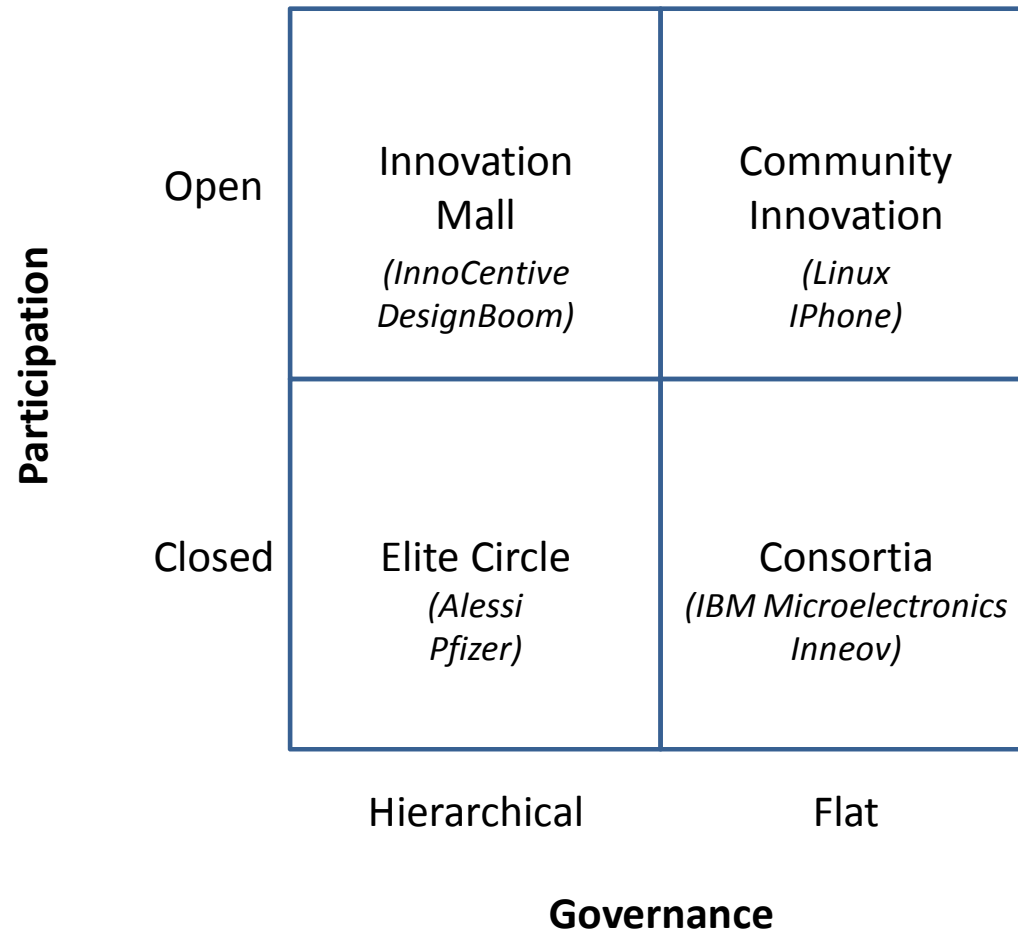 Participation
Open
Innovation
Mall
(InnoCentive
DesignBoom)
Community
Innovation
(Linux
IPhone)
Closed
Elite Circle
(Alessi
Pfizer)
Consortia
(IBM Microelectronics
Inneov)
Hierarchical
Flat
Governance